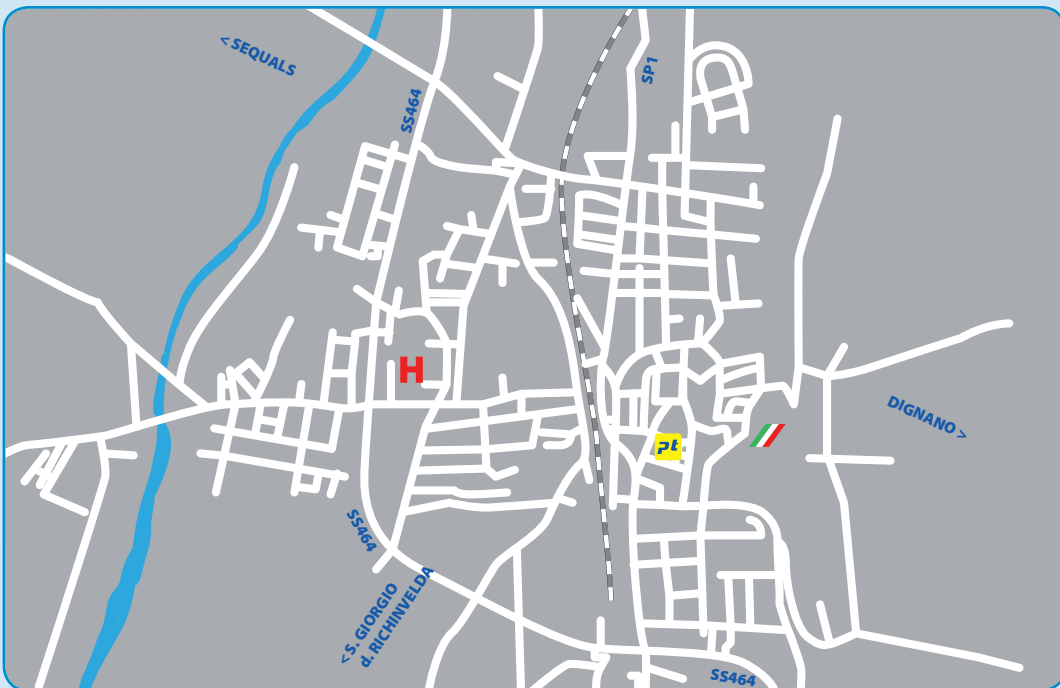 < SEQUALS
SS464
SP1
H
DIGNANO >
pt
SS464
< S. GIORGIO
d. RICHINVELDA
SS464